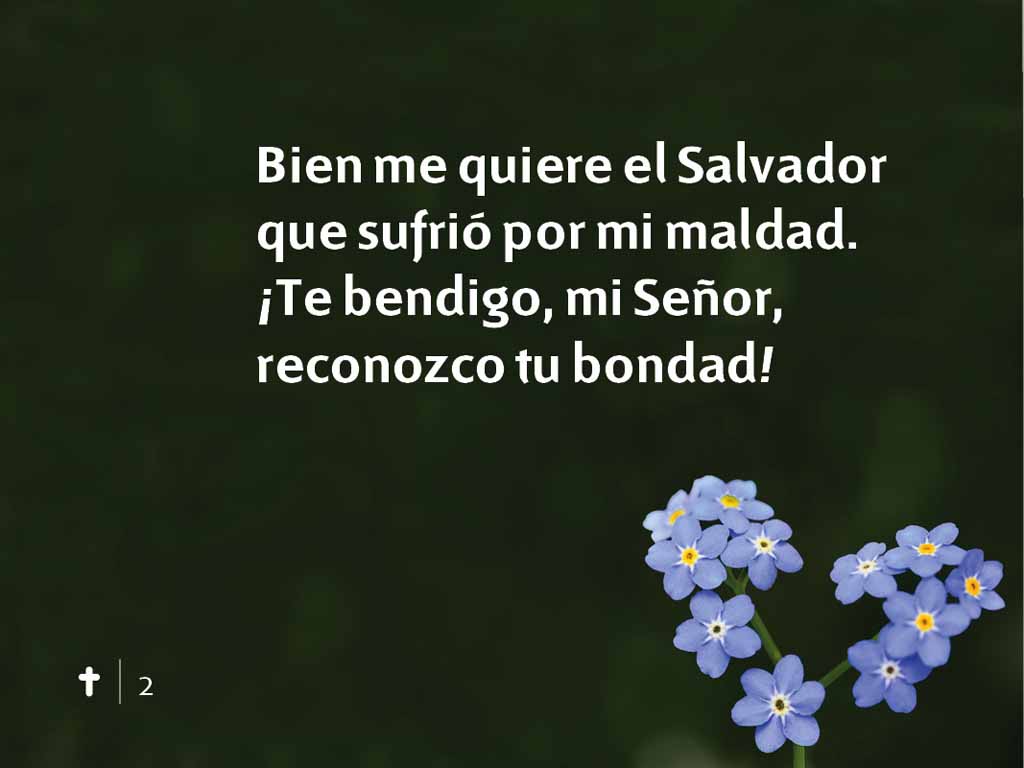 Bien me quiere el Salvador
que sufrió por mi maldad.
¡Te bendigo, mi Señor,
reconozco tu bondad!
2